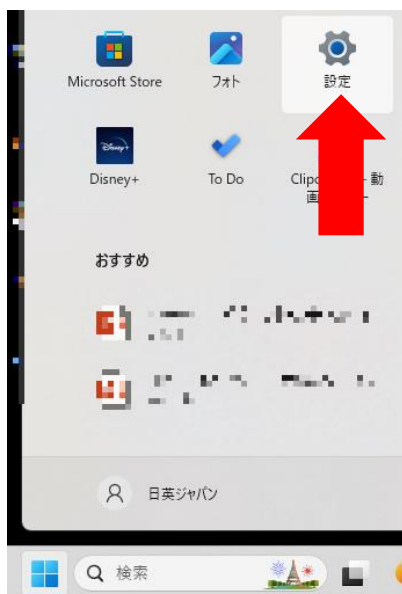 Microsoft Store
フォト
設定
Disney+
To Do
おすすめ
日英ジャパン
検索